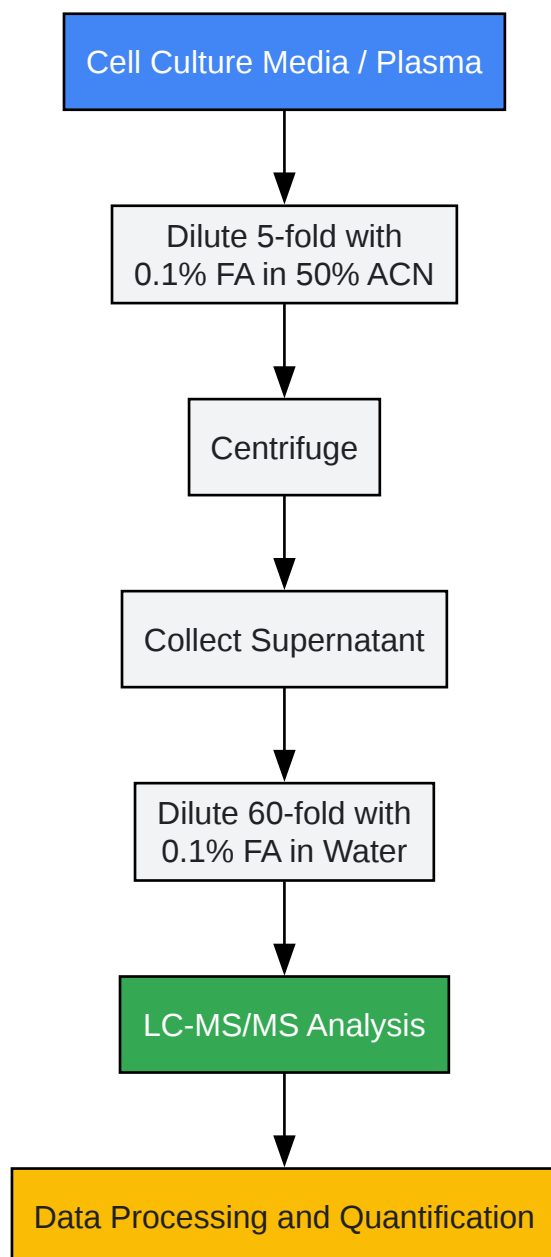 Cell Culture Media / Plasma
Dilute 5-fold with
0.1% FA in 50% ACN
Centrifuge
Collect Supernatant
Dilute 60-fold with
0.1% FA in Water
LC-MS/MS Analysis
Data Processing and Quantification